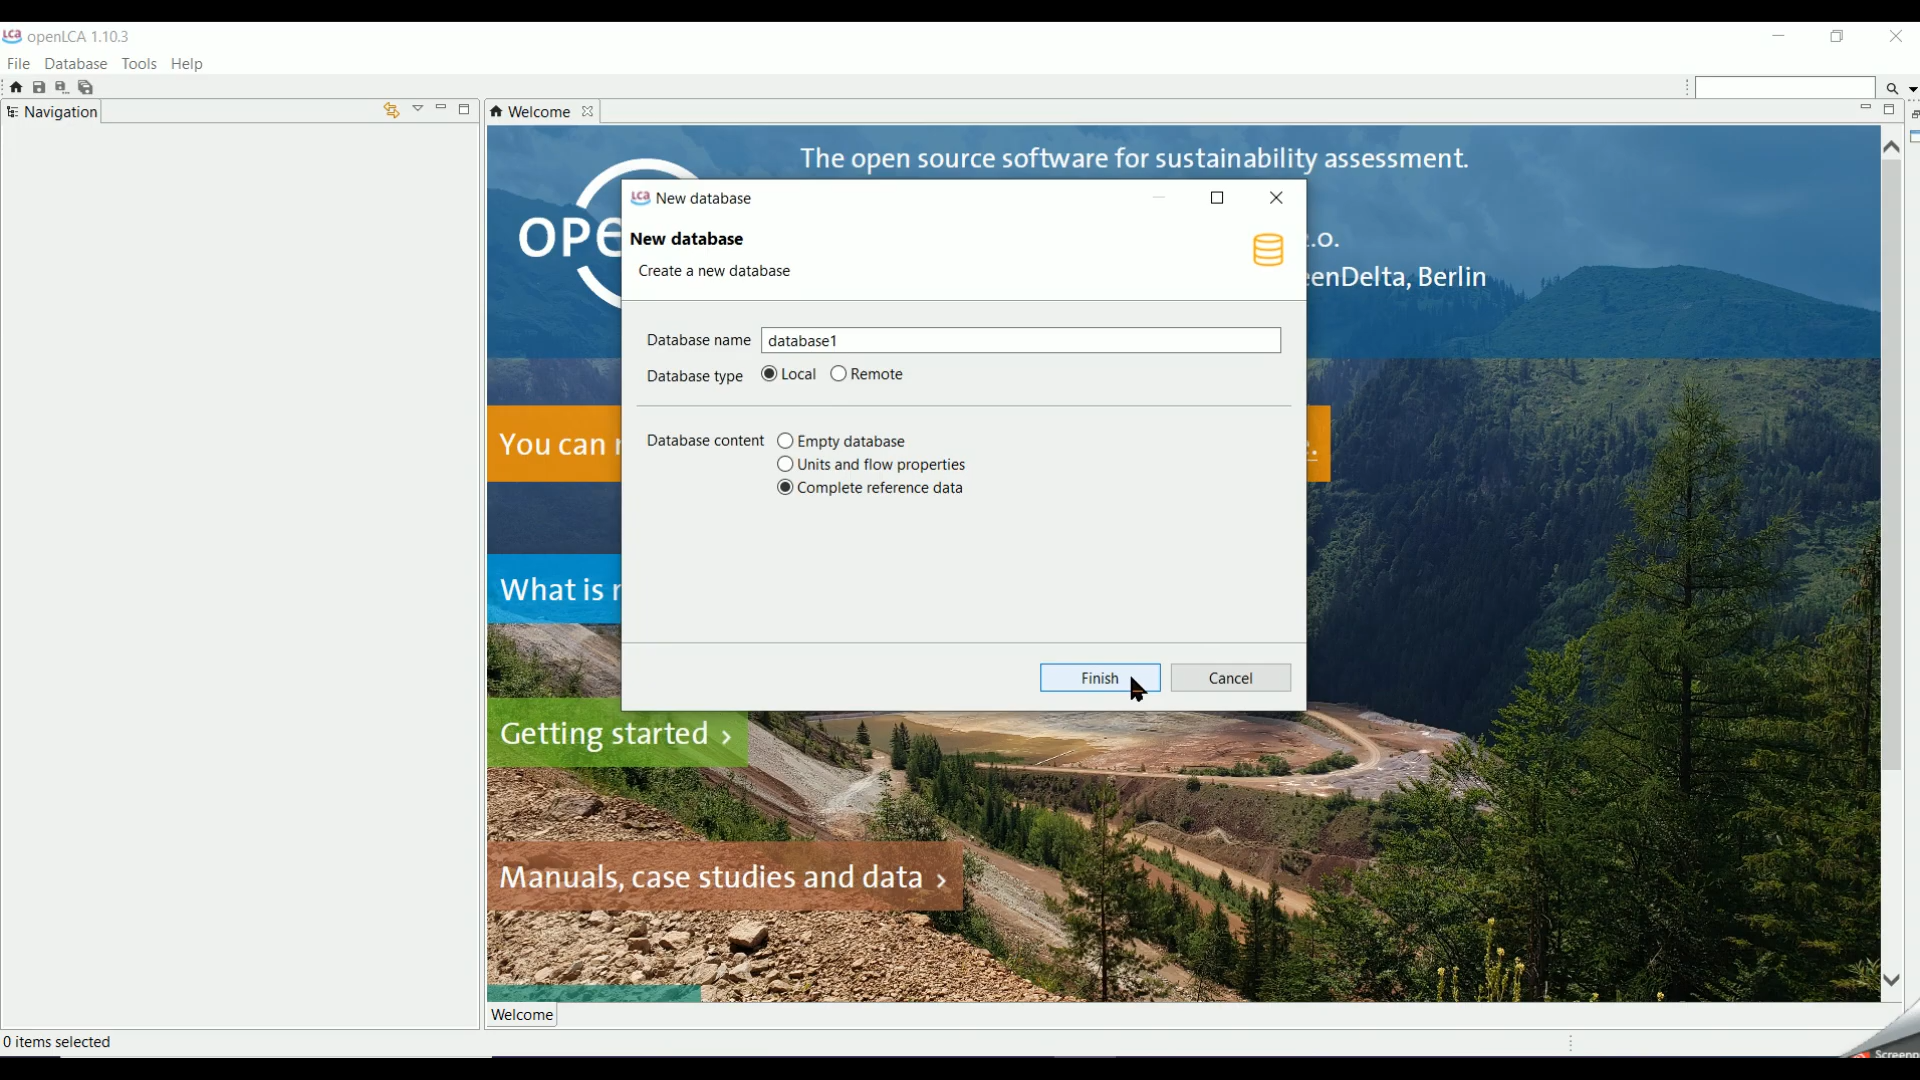 LCa openLCA 1.10.3
File Database Tools Help
Navigation
Welcome
The open source software for sustainability assessment.
OPE
.o.
enDelta, Berlin
LCa New database
New database
Create a new database
Database name database1
Database type Local Remote
Database content Empty database
Units and flow properties
Complete reference data
Finish Cancel
You can
What is
Getting started ›
Manuals, case studies and data ›
Welcome
0 items selected